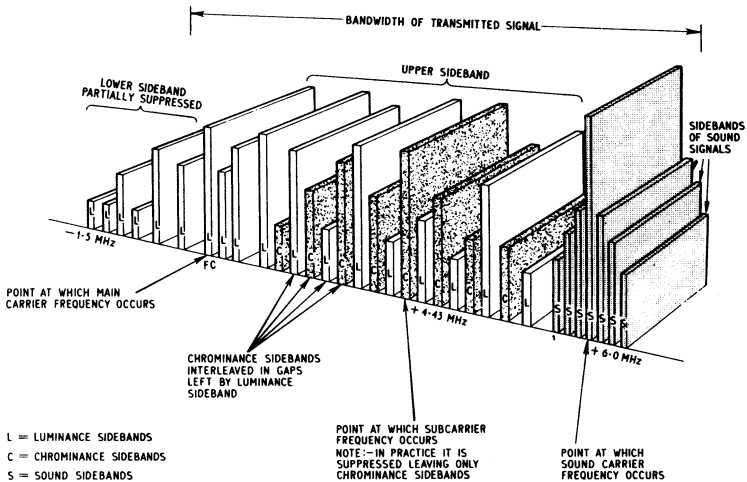 BANDWIDTH OF TRANSMITTED SIGNAL
UPPER SIDEBAND
LOWER SIDEBAND
PARTIALLY SUPPRESSED
SIDEBANDS
OF SOUND
SIGNALS
L L L L L L L L L L C L C L C L C L C L C L C L C L S S S S S S S
—1·5 MHz
FC
+ 4·43 MHz
+ 6·0 MHz
POINT AT WHICH MAIN
CARRIER FREQUENCY OCCURS
CHROMINANCE SIDEBANDS
INTERLEAVED IN GAPS
LEFT BY LUMINANCE
SIDEBAND
POINT AT WHICH SUBCARRIER
FREQUENCY OCCURS
NOTE:- IN PRACTICE IT IS
SUPPRESSED LEAVING ONLY
CHROMINANCE SIDEBANDS
POINT AT WHICH
SOUND CARRIER
FREQUENCY OCCURS
L = LUMINANCE SIDEBANDS
C = CHROMINANCE SIDEBANDS
S = SOUND SIDEBANDS